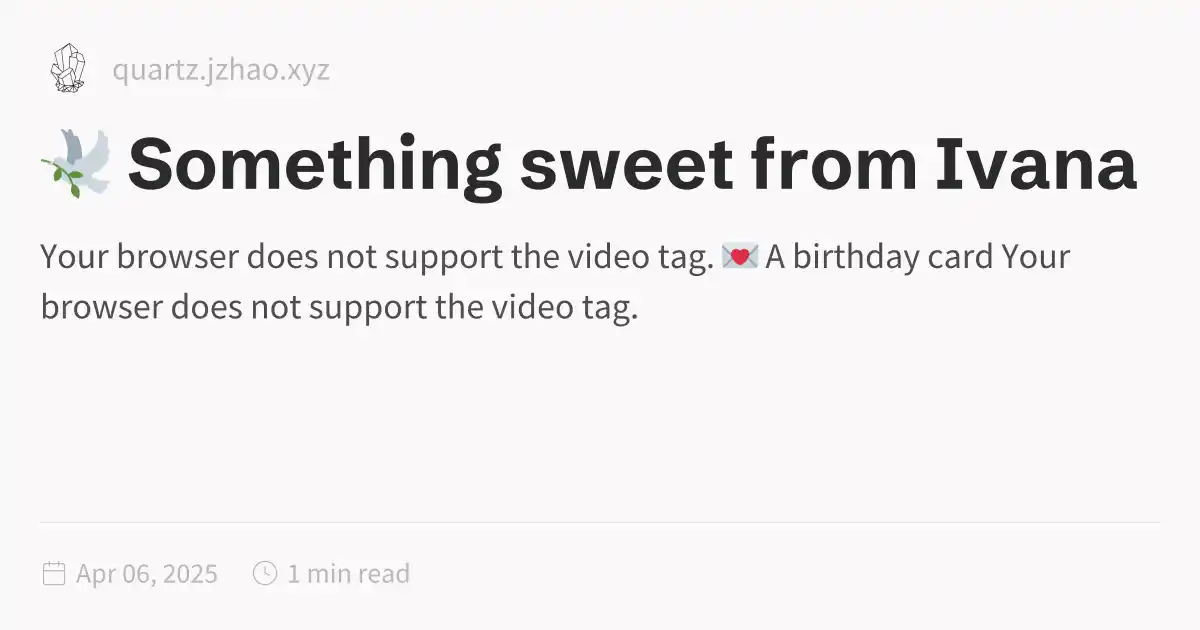 quartz.jzhao.xyz
🕊️ Something sweet from Ivana
Your browser does not support the video tag. 💌 A birthday card Your
browser does not support the video tag.
Apr 06, 2025 1 min read